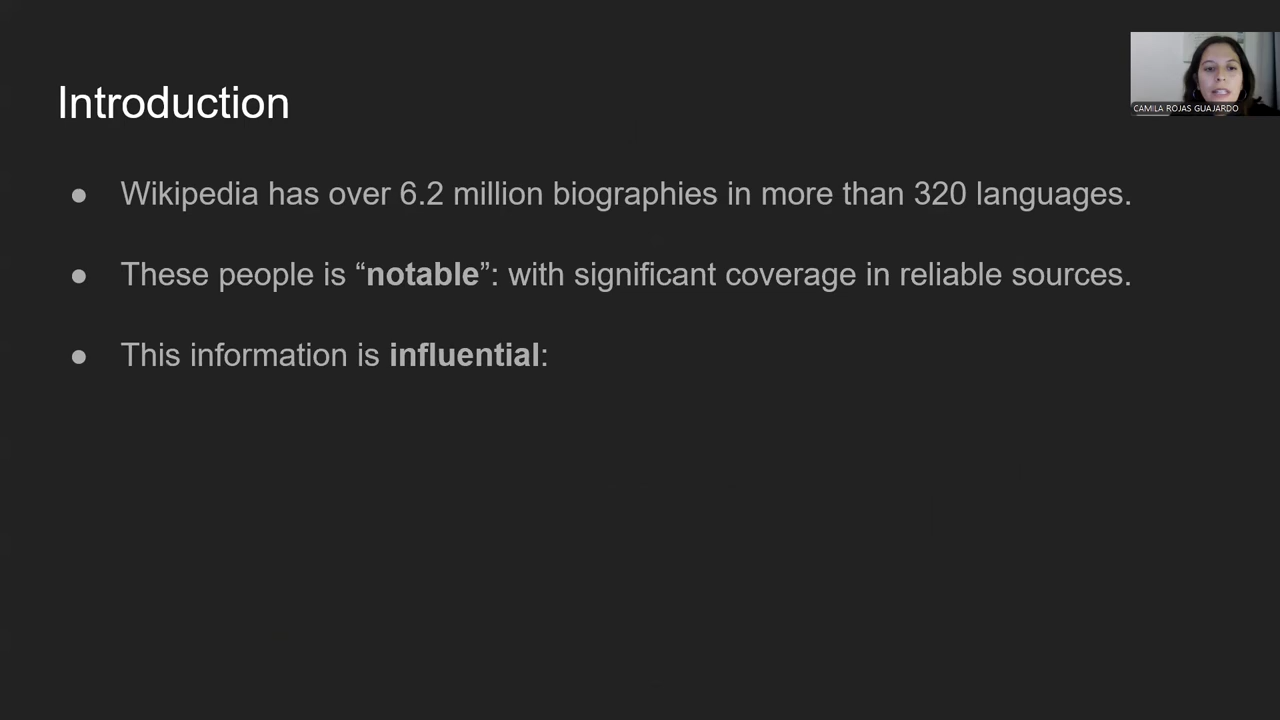 Introduction
CAMILA ROJAS GUAJARDO
● Wikipedia has over 6.2 million biographies in more than 320 languages.
● These people is “notable”: with significant coverage in reliable sources.
● This information is influential: